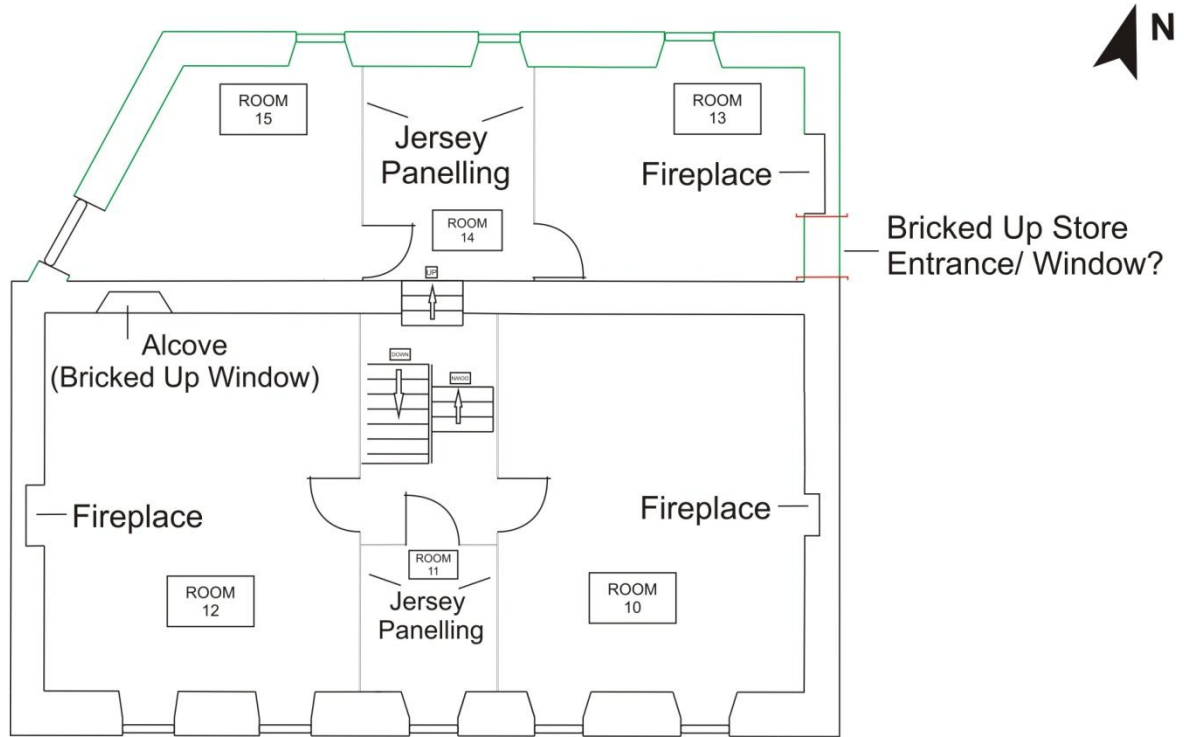 N
ROOM
15
ROOM
13
Jersey
Panelling
Fireplace
ROOM
14
Bricked Up Store
Entrance/ Window?
UP
Alcove
(Bricked Up Window)
DOWN
DOWN
Fireplace
Fireplace
ROOM
11
ROOM
12
ROOM
10
Jersey
Panelling